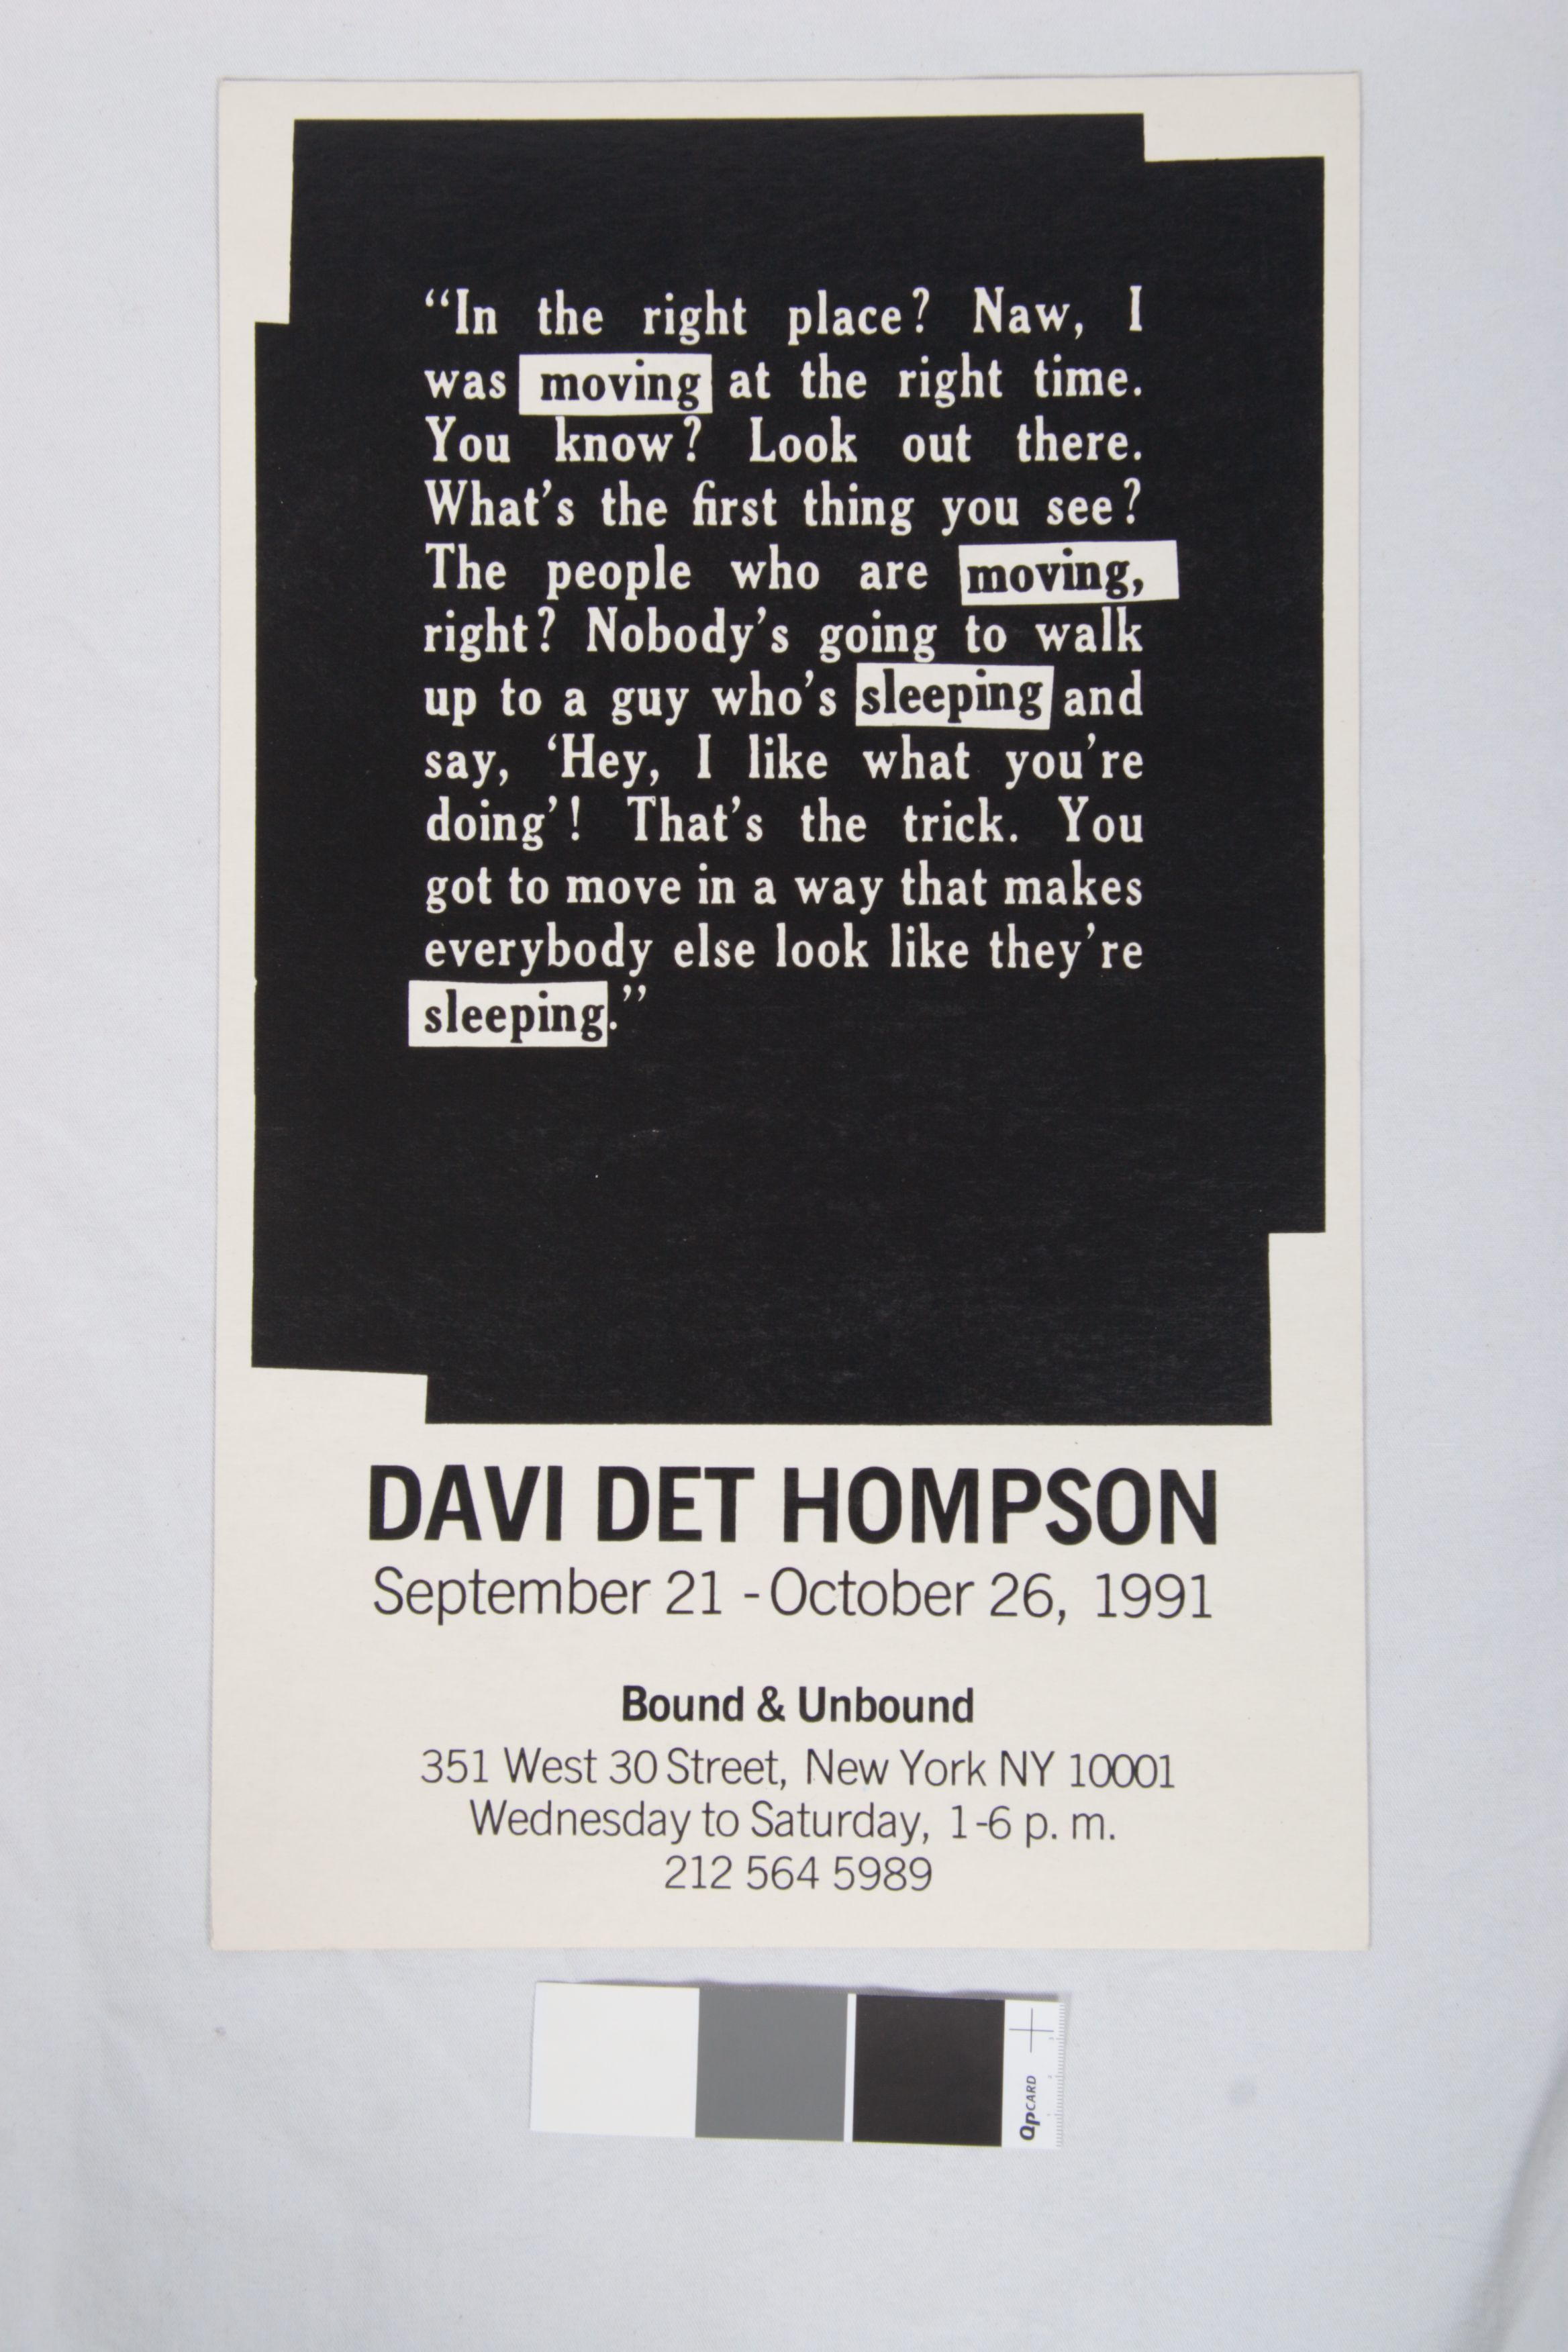 “In the right place? Naw, I
was moving at the right time.
You know? Look out there.
What’s the first thing you see?
The people who are moving,
right? Nobody’s going to walk
up to a guy who’s sleeping and
say, ‘Hey, I like what you’re
doing’! That’s the trick. You
got to move in a way that makes
everybody else look like they’re
sleeping.”
DAVI DET HOMPSON
September 21 - October 26, 1991
Bound & Unbound
351 West 30 Street, New York NY 10001
Wednesday to Saturday, 1-6 p. m.
212 564 5989
QpCARD